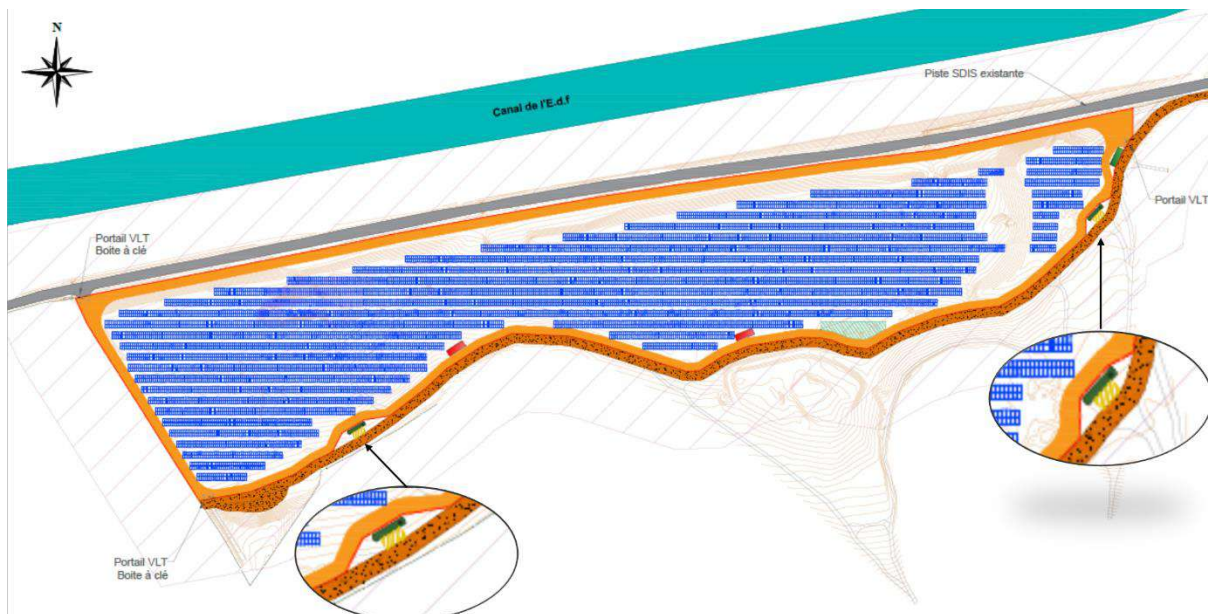 N
Piste SDIS existante
Canal de l'E.d.f
Portail VLT
Portail VLT
Boite à clé
Portail VLT
Boite à clé